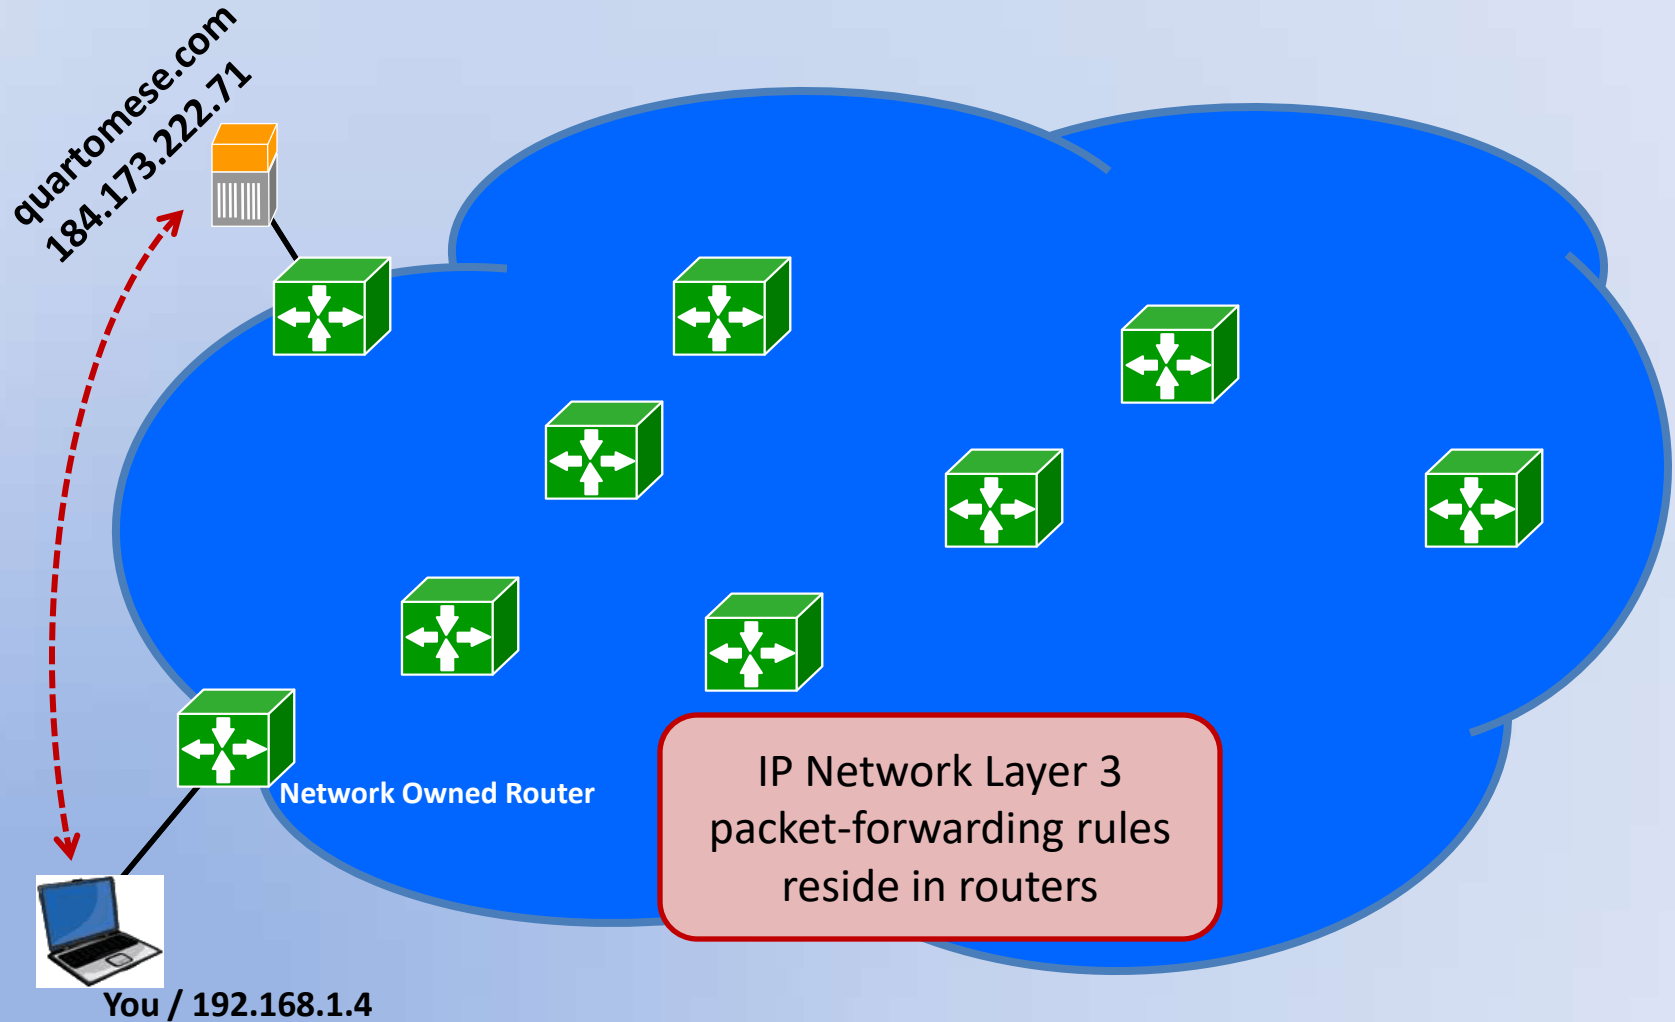 quartomese.com
184.173.222.71
Network Owned Router
IP Network Layer 3
packet-forwarding rules
reside in routers
You / 192.168.1.4